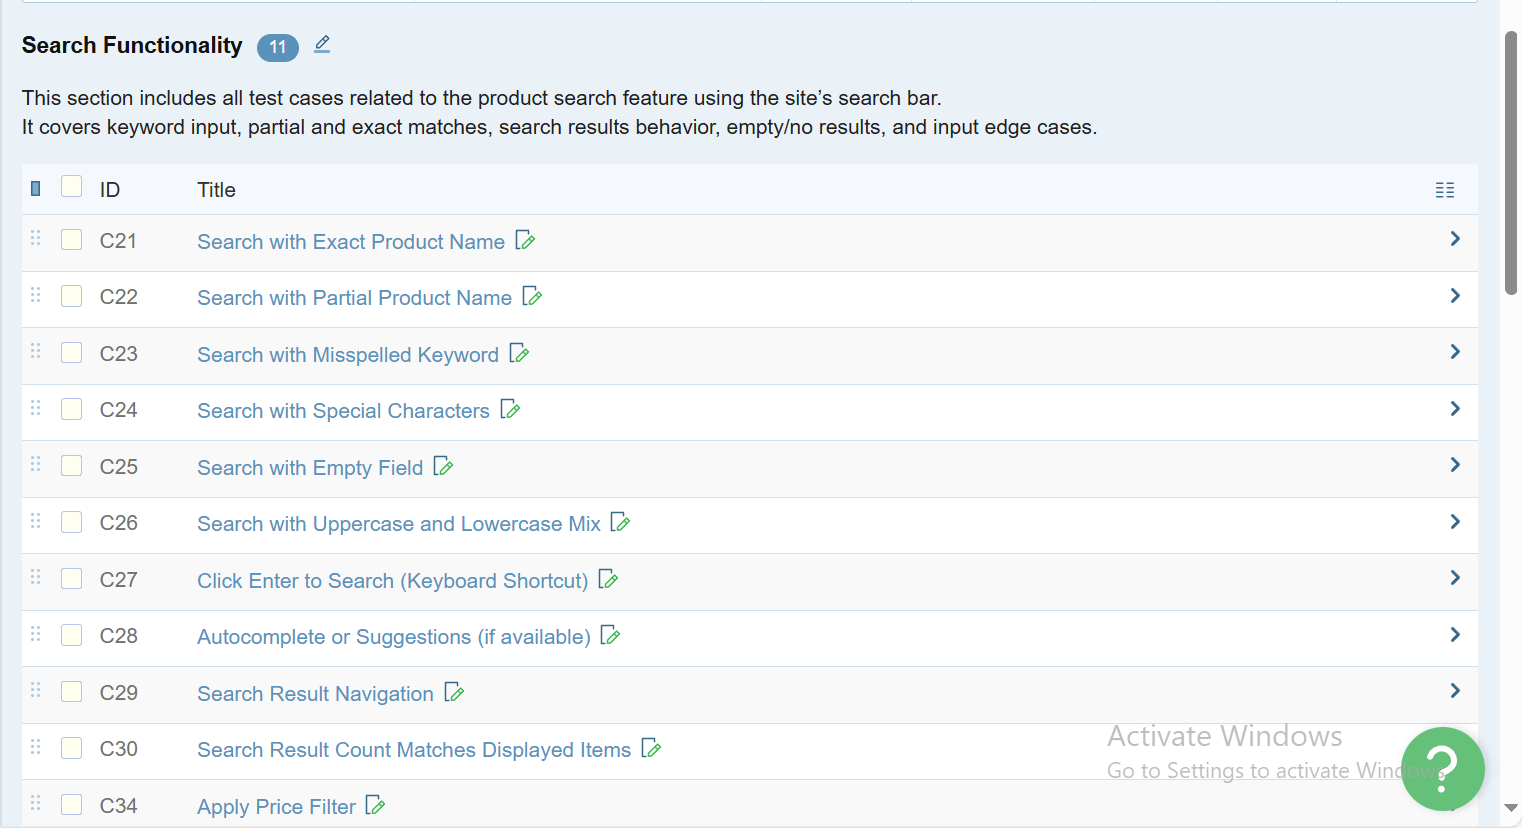 Search Functionality 11
This section includes all test cases related to the product search feature using the site’s search bar.
It covers keyword input, partial and exact matches, search results behavior, empty/no results, and input edge cases.
ID Title
C21 Search with Exact Product Name
C22 Search with Partial Product Name
C23 Search with Misspelled Keyword
C24 Search with Special Characters
C25 Search with Empty Field
C26 Search with Uppercase and Lowercase Mix
C27 Click Enter to Search (Keyboard Shortcut)
C28 Autocomplete or Suggestions (if available)
C29 Search Result Navigation
C30 Search Result Count Matches Displayed Items
C34 Apply Price Filter
Activate Windows
Go to Settings to activate Windows.
?